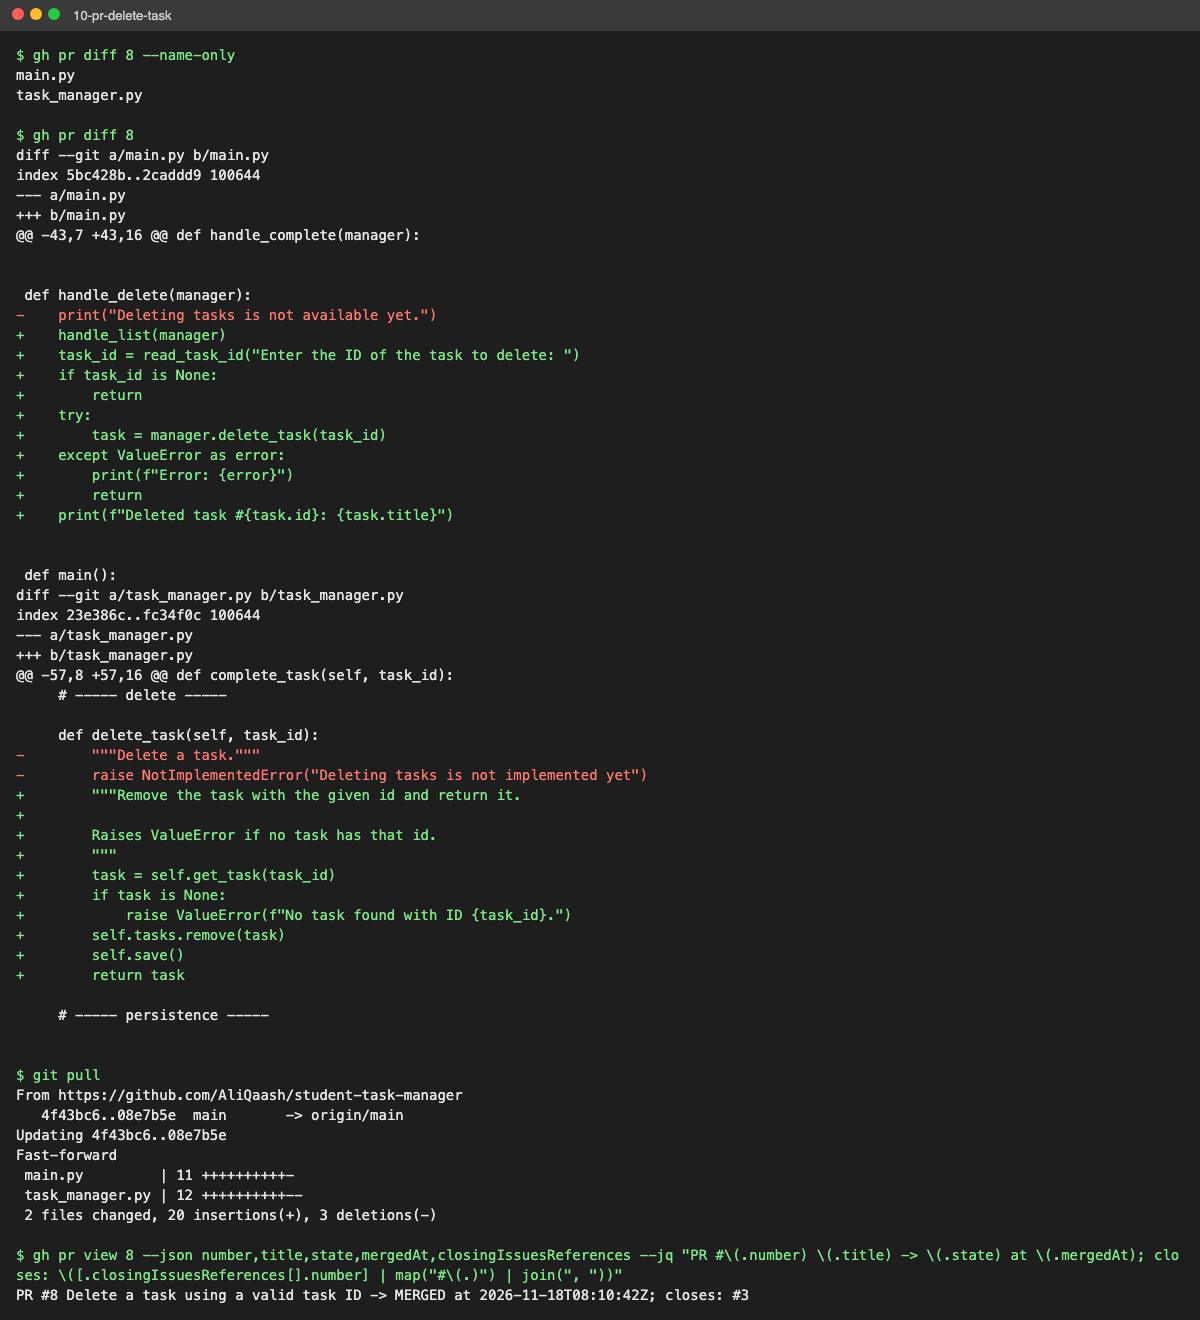 10-pr-delete-task
$ gh pr diff 8 --name-only
main.py
task_manager.py
$ gh pr diff 8
diff --git a/main.py b/main.py
index 5bc428b..2caddd9 100644
--- a/main.py
+++ b/main.py
@@ -43,7 +43,16 @@ def handle_complete(manager):
 def handle_delete(manager):
-    print("Deleting tasks is not available yet.")
+    handle_list(manager)
+    task_id = read_task_id("Enter the ID of the task to delete: ")
+    if task_id is None:
+        return
+    try:
+        task = manager.delete_task(task_id)
+    except ValueError as error:
+        print(f"Error: {error}")
+        return
+    print(f"Deleted task #{task.id}: {task.title}")
 def main():
diff --git a/task_manager.py b/task_manager.py
index 23e386c..fc34f0c 100644
--- a/task_manager.py
+++ b/task_manager.py
@@ -57,8 +57,16 @@ def complete_task(self, task_id):
     # ----- delete -----
     def delete_task(self, task_id):
-        """Delete a task."""
-        raise NotImplementedError("Deleting tasks is not implemented yet")
+        """Remove the task with the given id and return it.
+
+        Raises ValueError if no task has that id.
+        """
+        task = self.get_task(task_id)
+        if task is None:
+            raise ValueError(f"No task found with ID {task_id}.")
+        self.tasks.remove(task)
+        self.save()
+        return task
     # ----- persistence -----
$ git pull
From https://github.com/AliQaash/student-task-manager
   4f43bc6..08e7b5e  main       -> origin/main
Updating 4f43bc6..08e7b5e
Fast-forward
 main.py         | 11 ++++++++++-
 task_manager.py | 12 ++++++++++--
 2 files changed, 20 insertions(+), 3 deletions(-)
$ gh pr view 8 --json number,title,state,mergedAt,closingIssuesReferences --jq "PR #\(.number) \(.title) -> \(.state) at \(.mergedAt); clo
ses: \([.closingIssuesReferences[].number] | map("#\(.)") | join(", "))"
PR #8 Delete a task using a valid task ID -> MERGED at 2026-11-18T08:10:42Z; closes: #3